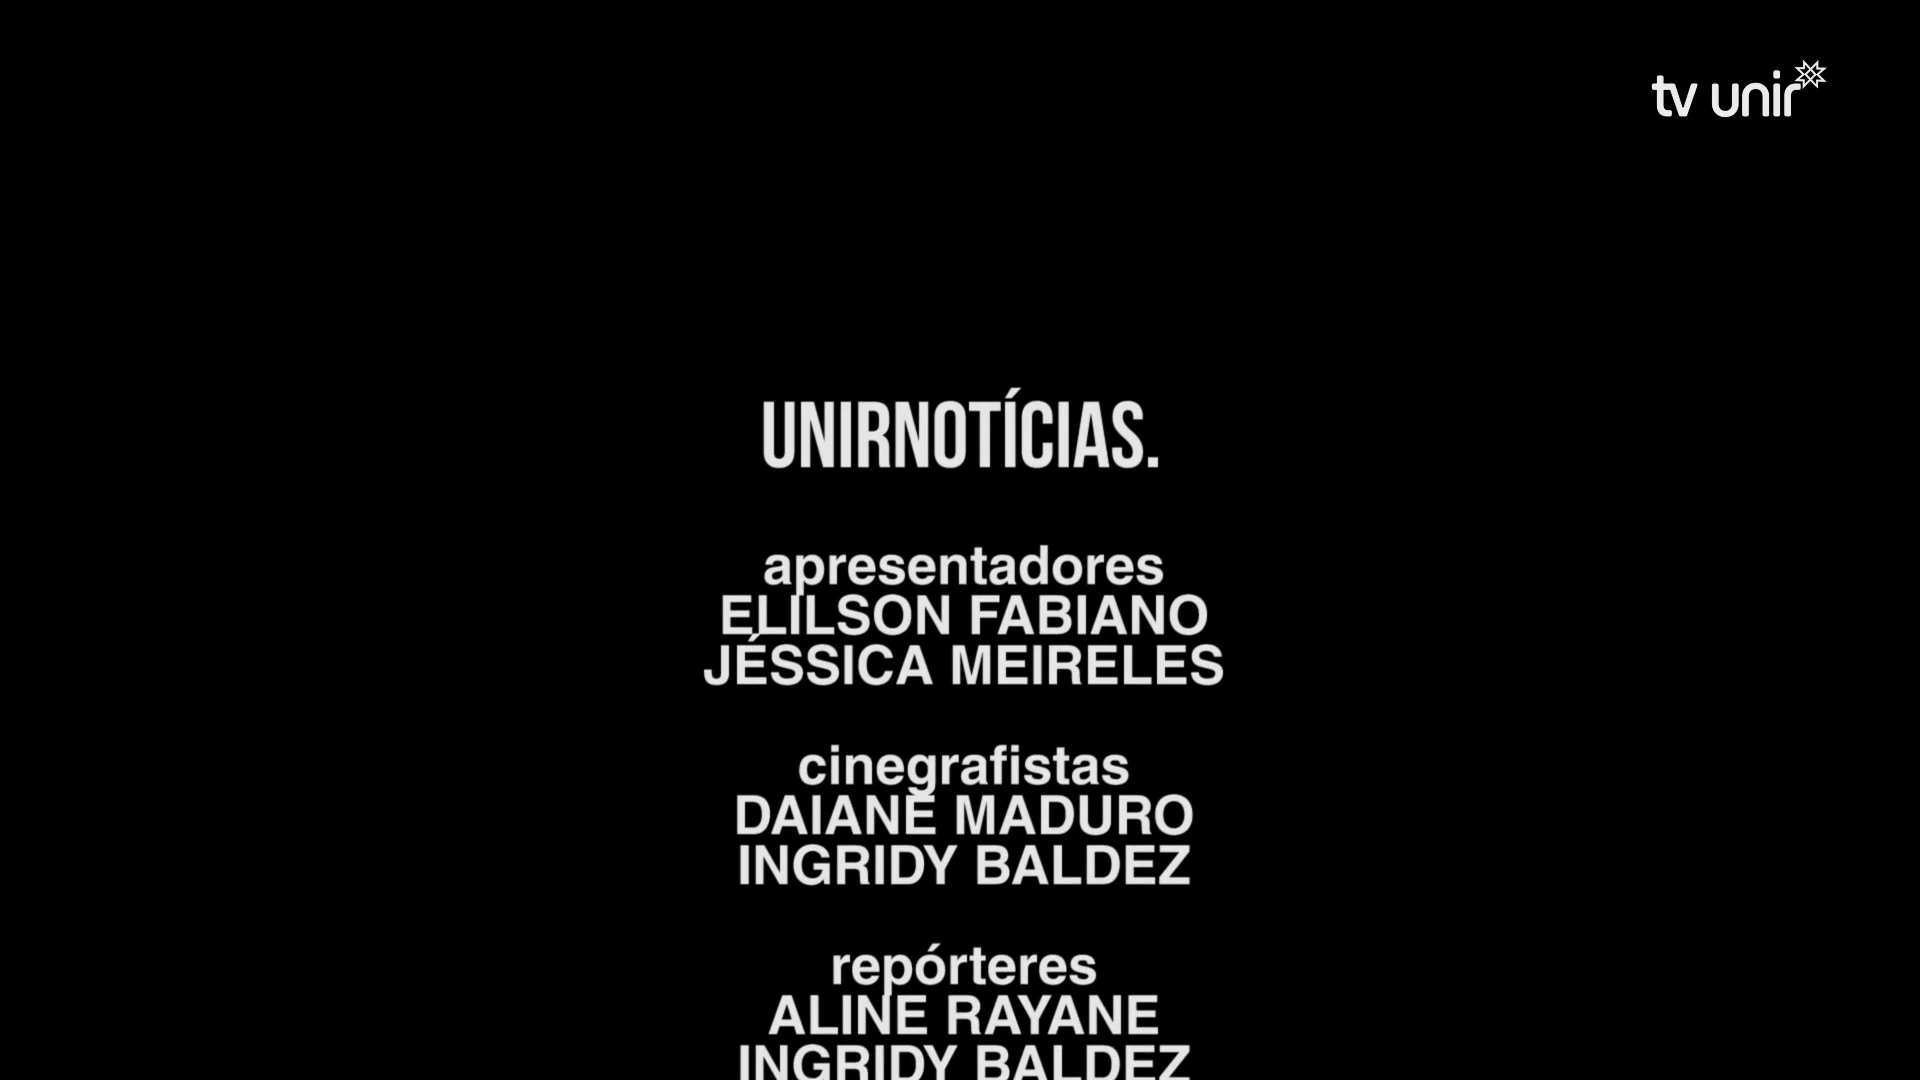 tv unir
UNIRNOTÍCIAS.
apresentadores
ELILSON FABIANO
JÉSSICA MEIRELES
cinegrafistas
DAIANE MADURO
INGRIDY BALDEZ
repórteres
ALINE RAYANE
INGRIDY BALDEZ